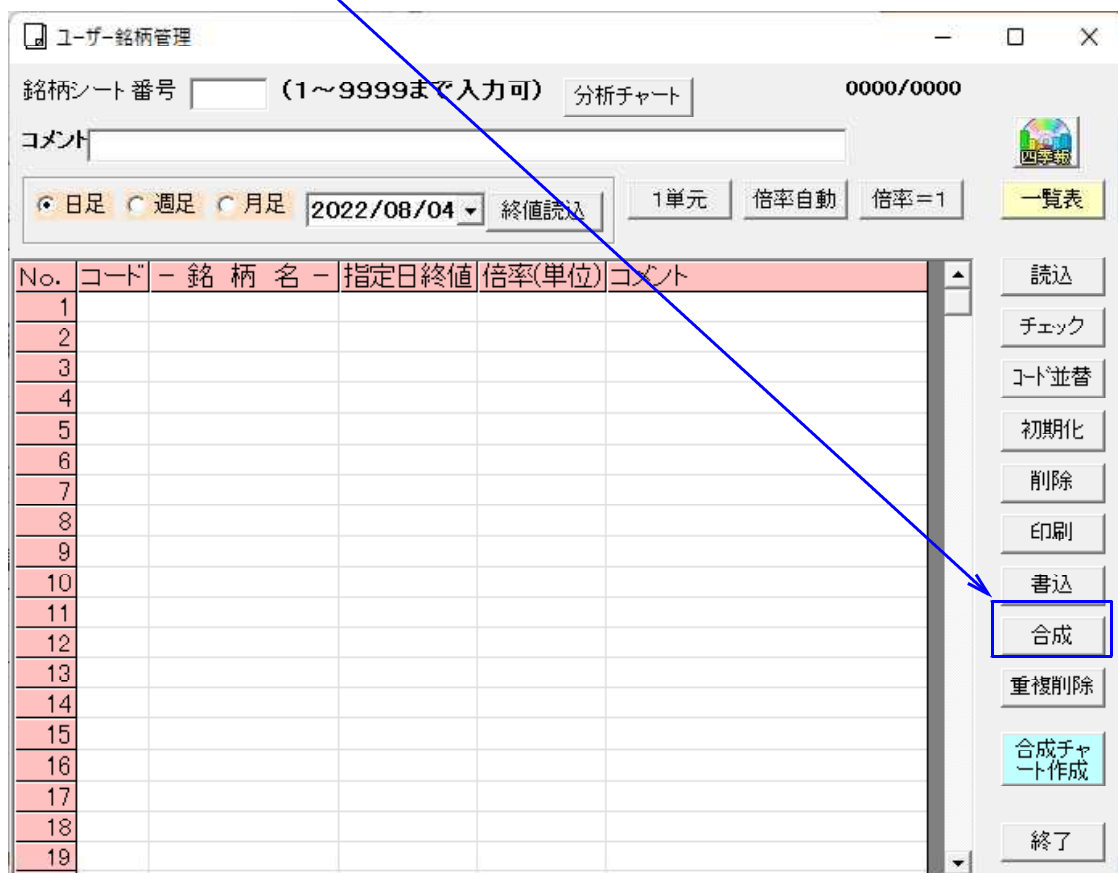 ユーザー銘柄管理
銘柄シート番号 (1～9999まで入力可) 分析チャート 0000/0000
コメント
四季報
日足 週足 月足 2022/08/04 終値読込 1単元 倍率自動 倍率=1 一覧表
No. コード - 銘 柄 名 - 指定日終値 倍率(単位) コメント
読込
1
チェック
2
3
コード並替
4
5
初期化
6
7
削除
8
印刷
9
10
書込
11
合成
12
13
重複削除
14
15
合成チャ
ート作成
16
17
18
終了
19